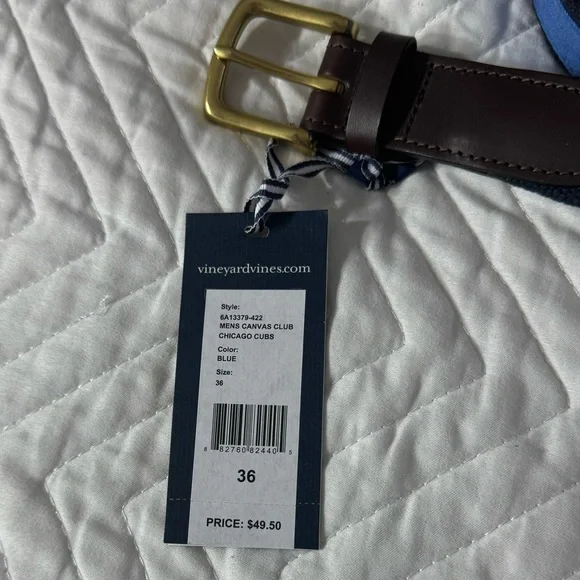 vineyardvines.com
Style:
6A13379-422
MENS CANVAS CLUB
CHICAGO CUBS
Color:
BLUE
Size:
36
8 82760 82440 5
36
PRICE: $49.50